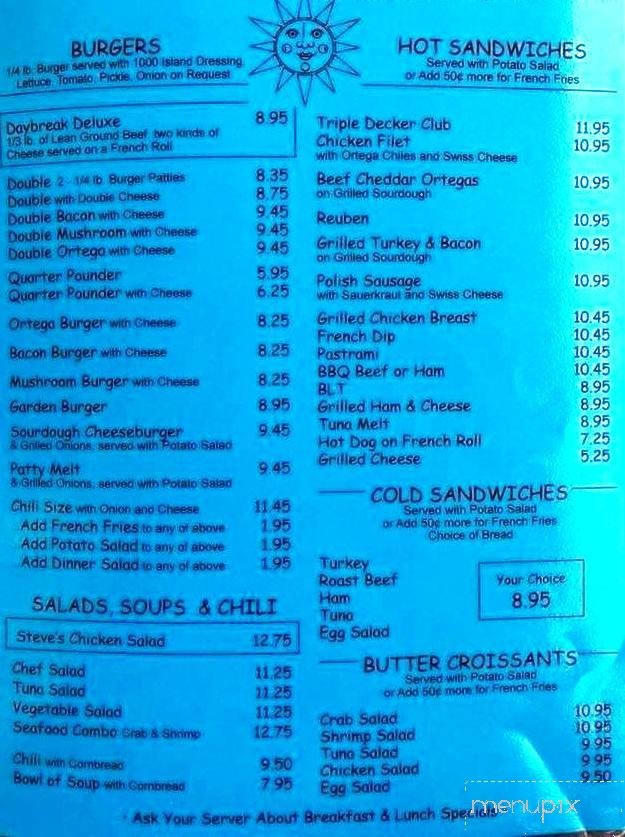 BURGERS
1/4 lb. Burger served with 1000 Island Dressing
Lettuce, Tomato, Pickle, Onion on Request
Daybreak Deluxe 8.95
1/3 lb. of Lean Ground Beef two kinds of
Cheese served on a French Roll
Double 2 - 1/4 lb. Burger Patties 8.35
Double with Double Cheese 8.75
Double Bacon with Cheese 9.45
Double Mushroom with Cheese 9.45
Double Ortega with Cheese 9.45
Quarter Pounder 5.95
Quarter Pounder with Cheese 6.25
Ortega Burger with Cheese 8.25
Bacon Burger with Cheese 8.25
Mushroom Burger with Cheese 8.25
Garden Burger 8.95
Sourdough Cheeseburger 9.45
& Grilled Onions, served with Potato Salad
Patty Melt 9.45
& Grilled Onions, served with Potato Salad
Chili Size with Onion and Cheese 11.45
Add French Fries to any of above 1.95
Add Potato Salad to any of above 1.95
Add Dinner Salad to any of above 1.95
SALADS, SOUPS & CHILI
Steve's Chicken Salad 12.75
Chef Salad 11.25
Tuna Salad 11.25
Vegetable Salad 11.25
Seafood Combo Crab & Shrimp 12.75
Chili with Cornbread 9.50
Bowl of Soup with Cornbread 7.95
HOT SANDWICHES
Served with Potato Salad
or Add 50¢ more for French Fries
Triple Decker Club 11.95
Chicken Filet 10.95
with Ortega Chiles and Swiss Cheese
Beef Cheddar Ortegas 10.95
on Grilled Sourdough
Reuben 10.95
Grilled Turkey & Bacon 10.95
on Grilled Sourdough
Polish Sausage 10.95
with Sauerkraut and Swiss Cheese
Grilled Chicken Breast 10.45
French Dip 10.45
Pastrami 10.45
BBQ Beef or Ham 10.45
BLT 8.95
Grilled Ham & Cheese 8.95
Tuna Melt 8.95
Hot Dog on French Roll 7.25
Grilled Cheese 5.25
COLD SANDWICHES
Served with Potato Salad
or Add 50¢ more for French Fries
Choice of Bread
Turkey
Roast Beef
Ham
Tuna
Egg Salad
Your Choice
8.95
BUTTER CROISSANTS
Served with Potato Salad
or Add 50¢ more for French Fries
Crab Salad 10.95
Shrimp Salad 10.95
Tuna Salad 9.95
Chicken Salad 9.95
Egg Salad 9.50
· Ask Your Server About Breakfast & Lunch Specials
menupix